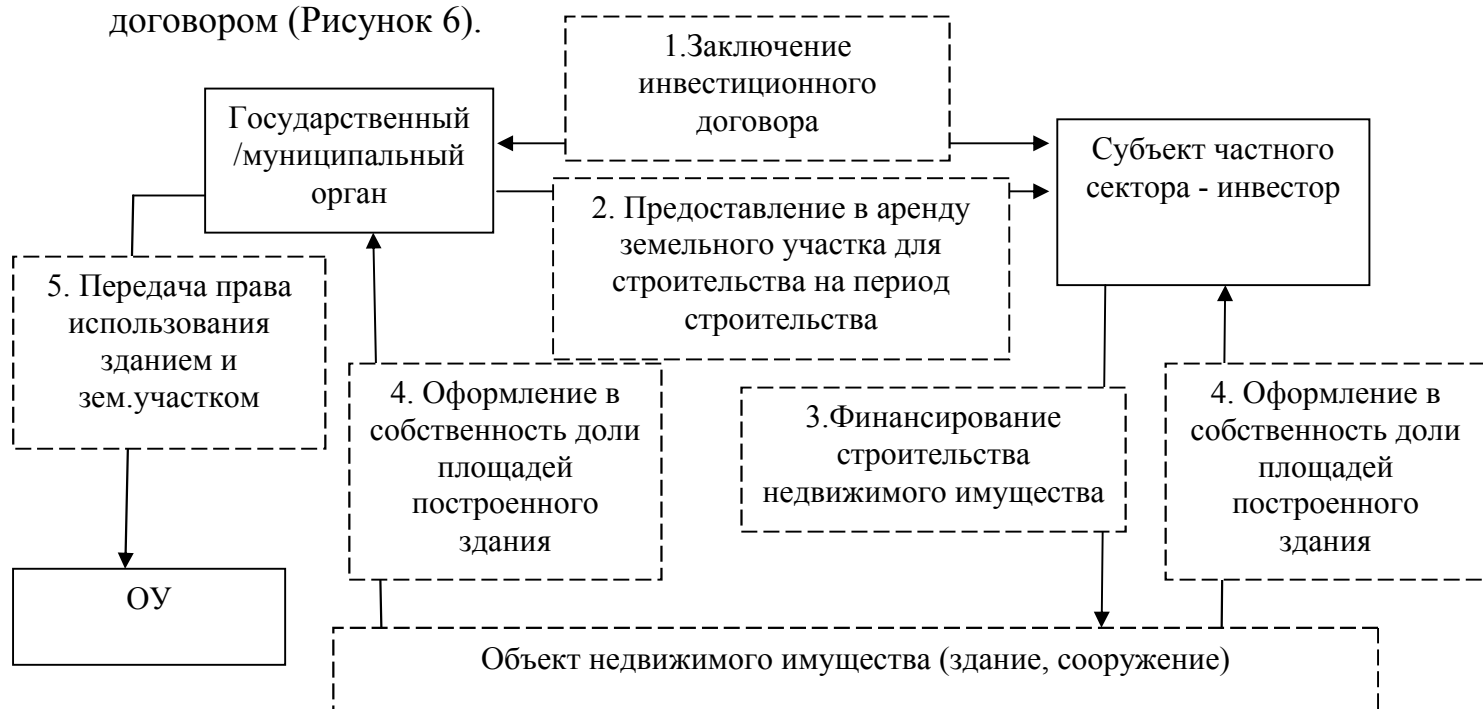 договором (Рисунок 6).
1.Заключение
инвестиционного
договора
Государственный
/муниципальный
орган
Субъект частного
сектора - инвестор
2. Предоставление в аренду
земельного участка для
строительства на период
строительства
5. Передача права
использования
зданием и
зем.участком
4. Оформление в
собственность доли
площадей
построенного
здания
3.Финансирование
строительства
недвижимого имущества
4. Оформление в
собственность доли
площадей
построенного
здания
ОУ
Объект недвижимого имущества (здание, сооружение)